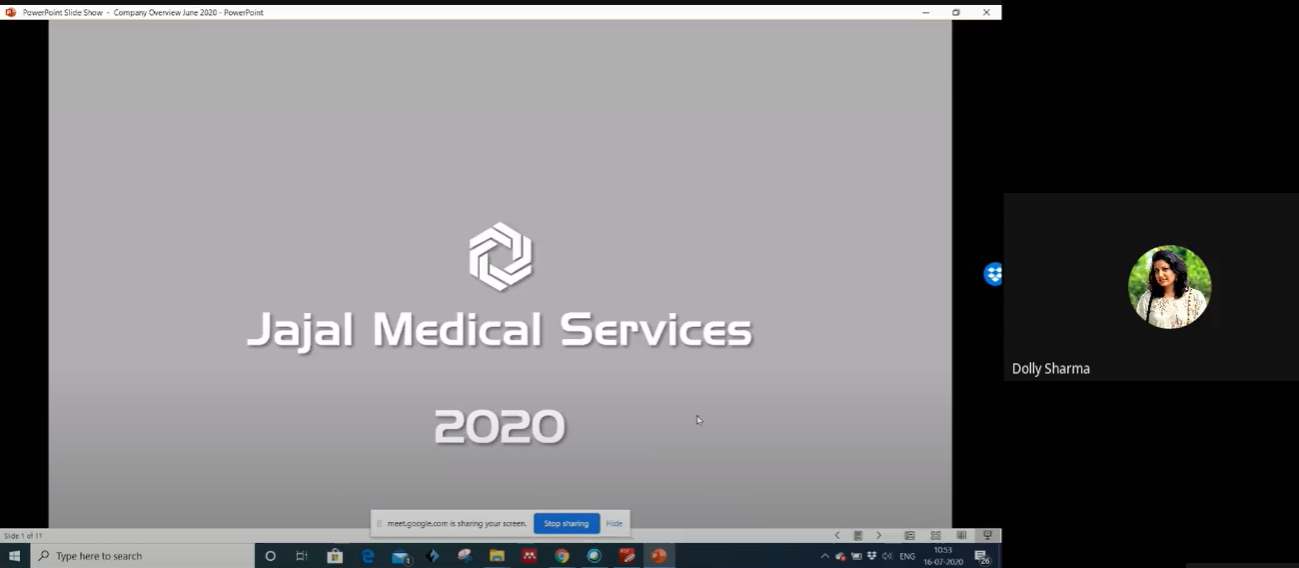 PowerPoint Slide Show - Company Overview June 2020 - PowerPoint
Jajal Medical Services
2020
Dolly Sharma
meet.google.com is sharing your screen.
Stop sharing
Hide
Slide 1 of 11
Type here to search
1
ENG
10:53
16-07-2020
26